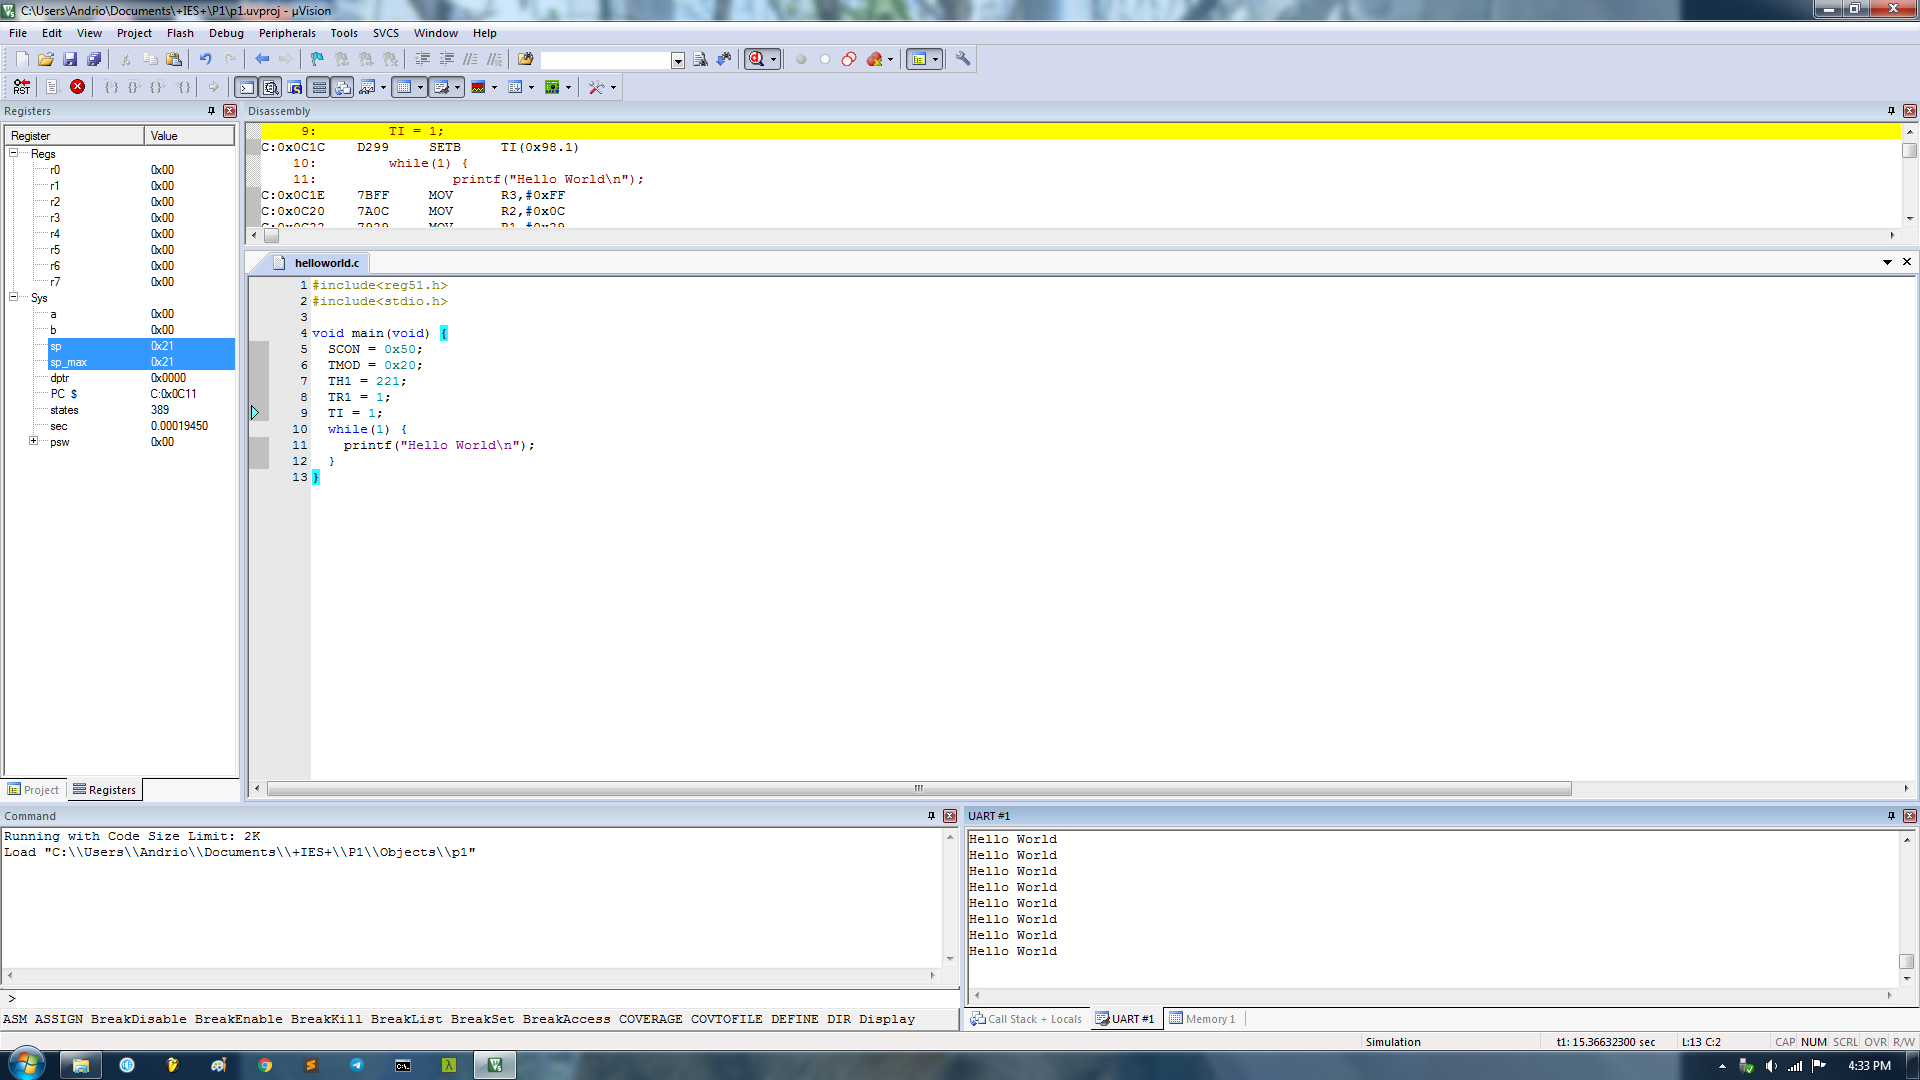 C:\Users\Andrio\Documents\+IES+\P1\p1.uvproj - µVision
File Edit View Project Flash Debug Peripherals Tools SVCS Window Help
RST
Registers
Register Value
Regs
r0 0x00
r1 0x00
r2 0x00
r3 0x00
r4 0x00
r5 0x00
r6 0x00
r7 0x00
Sys
a 0x00
b 0x00
sp 0x21
sp_max 0x21
dptr 0x0000
PC $ C:0x0C11
states 389
sec 0.00019450
psw 0x00
Project Registers
Disassembly
9: TI = 1;
C:0x0C1C D299 SETB TI(0x98.1)
10: while(1) {
11: printf("Hello World\n");
C:0x0C1E 7BFF MOV R3,#0xFF
C:0x0C20 7A0C MOV R2,#0x0C
C:0x0C22 7929 MOV R1,#0x29
helloworld.c
1 #include<reg51.h>
2 #include<stdio.h>
3
4 void main(void) {
5 SCON = 0x50;
6 TMOD = 0x20;
7 TH1 = 221;
8 TR1 = 1;
9 TI = 1;
10 while(1) {
11 printf("Hello World\n");
12 }
13 }
Command
Running with Code Size Limit: 2K
Load "C:\\Users\\Andrio\\Documents\\+IES+\\P1\\Objects\\p1"
>
ASM ASSIGN BreakDisable BreakEnable BreakKill BreakList BreakSet BreakAccess COVERAGE COVTOFILE DEFINE DIR Display
UART #1
Hello World
Hello World
Hello World
Hello World
Hello World
Hello World
Hello World
Hello World
Call Stack + Locals UART #1 Memory 1
Simulation t1: 15.36632300 sec L:13 C:2 CAP NUM SCRL OVR R/W
4:33 PM